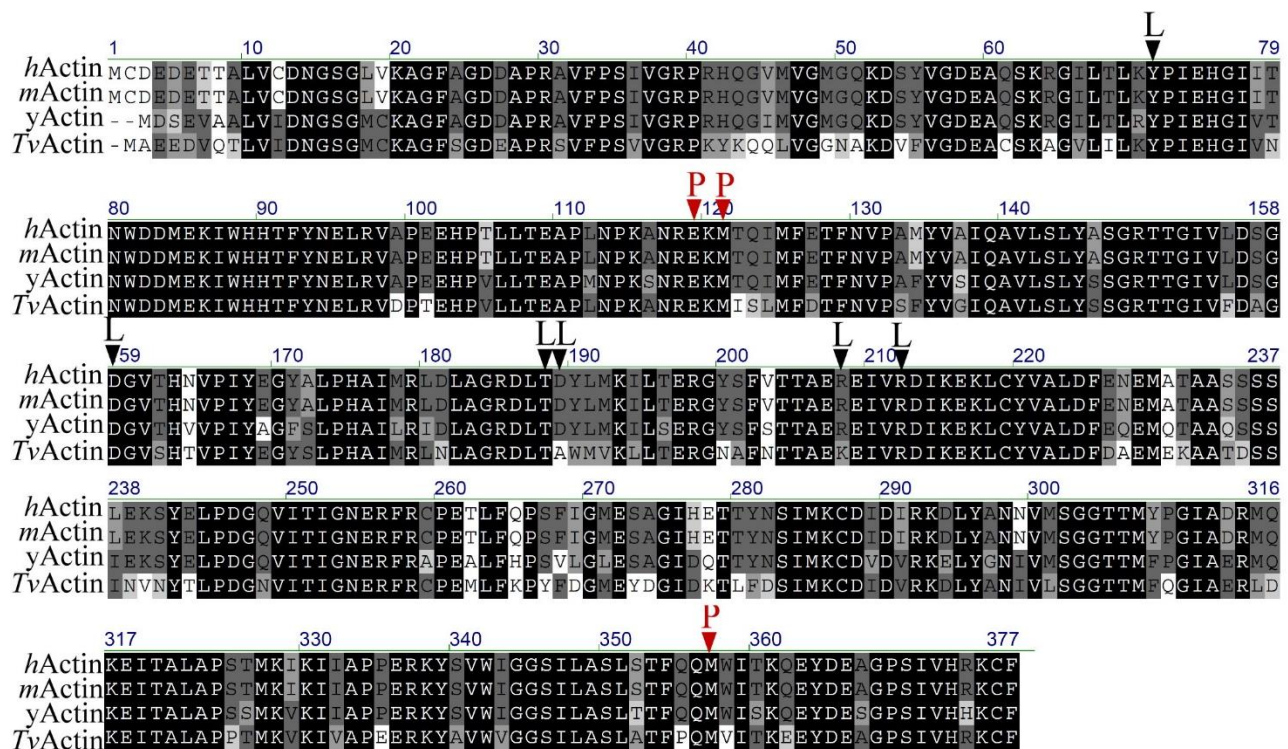 L
1 10 20 30 40 50 60 79
hActin MCDEDETTALVCDNGSGLVKAGFAGDDAPRAVFPSIVGRPRHQGVMVGMGQKDSYVGDEAQSKRGILTLKYPIEHGIIT
mActin MCDEDETTALVCDNGSGLVKAGFAGDDAPRAVFPSIVGRPRHQGVMVGMGQKDSYVGDEAQSKRGILTLKYPIEHGIIT
yActin --MDSEVAALVIDNGSGMCKAGFAGDDAPRAVFPSIVGRPRHQGIMVGMGQKDSYVGDEAQSKRGILTLRYPIEHGIVT
TvActin -MAEEDVQTLVIDNGSGMCKAGFSGDEAPRSVFPSVVGRPKYKQQLVGGNAKDVFVGDEACSKAGVLILKYPIEHGIVN
P P
80 90 100 110 120 130 140 158
hActin NWDDMEKIWHHTFYNELRVAPEEHPTLLTEAPLNPKANREKMTQIMFETFNVPAMYVAIQAVLSLYASGRTTGIVLDSG
mActin NWDDMEKIWHHTFYNELRVAPEEHPTLLTEAPLNPKANREKMTQIMFETFNVPAMYVAIQAVLSLYASGRTTGIVLDSG
yActin NWDDMEKIWHHTFYNELRVAPEEHPVLLTEAPMNPKSNREKMTQIMFETFNVPAFYVSIQAVLSLYSSGRTTGIVLDSG
TvActin NWDDMEKIWHHTFYNELRVDPTEHPVLLTEAPLNPKANREKMISLMFDTFNVPSFYVGIQAVLSLYSSGRTTGIVFDAG
L LL L L
159 170 180 190 200 210 220 237
hActin DGVTHNVPIYEGYALPHAIMRLDLAGRDLTDYLMKILTERGYSFVTTAEREIVRDIKEKLCYVALDFENEMATAASSSS
mActin DGVTHNVPIYEGYALPHAIMRLDLAGRDLTDYLMKILTERGYSFVTTAEREIVRDIKEKLCYVALDFENEMATAASSSS
yActin DGVTHVVPIYAGFSLPHAILRIDLAGRDLTDYLMKILSERGYSFSTTAEREIVRDIKEKLCYVALDFEQEMQTAAQSSS
TvActin DGVSHTVPIYEGYSLPHAIMRLNLAGRDLTAWMVKLLTERGNAFNTTAEKEIVRDIKEKLCYVALDFDAEMEKAATDSS
238 250 260 270 280 290 300 316
hActin LEKSYELPDGQVITIGNERFRCPETLFQPSFIGMESAGIHETTYNSIMKCDIDIRKDLYANNVMSGGTTMYPGIADRMQ
mActin LEKSYELPDGQVITIGNERFRCPETLFQPSFIGMESAGIHETTYNSIMKCDIDIRKDLYANNVMSGGTTMYPGIADRMQ
yActin IEKSYELPDGQVITIGNERFRAPEALFHPSVLGLESAGIDQTTYNSIMKCDVDVRKELYGNIVMSGGTTMFPGIAERMQ
TvActin INVNYTLPDGNVITIGNERFRCPEMLFKPYFDGMEYDGIDKTLFDSIMKCDIDVRKDLYANIVLSGGTTMFQGIAERLD
P
317 330 340 350 360 377
hActin KEITALAPSTMKIKIIAPPERKYSVWIGGSILASLSTFQQMWITKQEYDEAGPSIVHRKCF
mActin KEITALAPSTMKIKIIAPPERKYSVWIGGSILASLSTFQQMWITKQEYDEAGPSIVHRKCF
yActin KEITALAPSSMKVKIIAPPERKYSVWIGGSILASLTTFQQMWISKQEYDESGPSIVHHKCF
TvActin KEITALAPPTMKIKIVAPEERKYAVWVGGSILASLATFPQMVITKEEYDEAGPSIVHRKCF